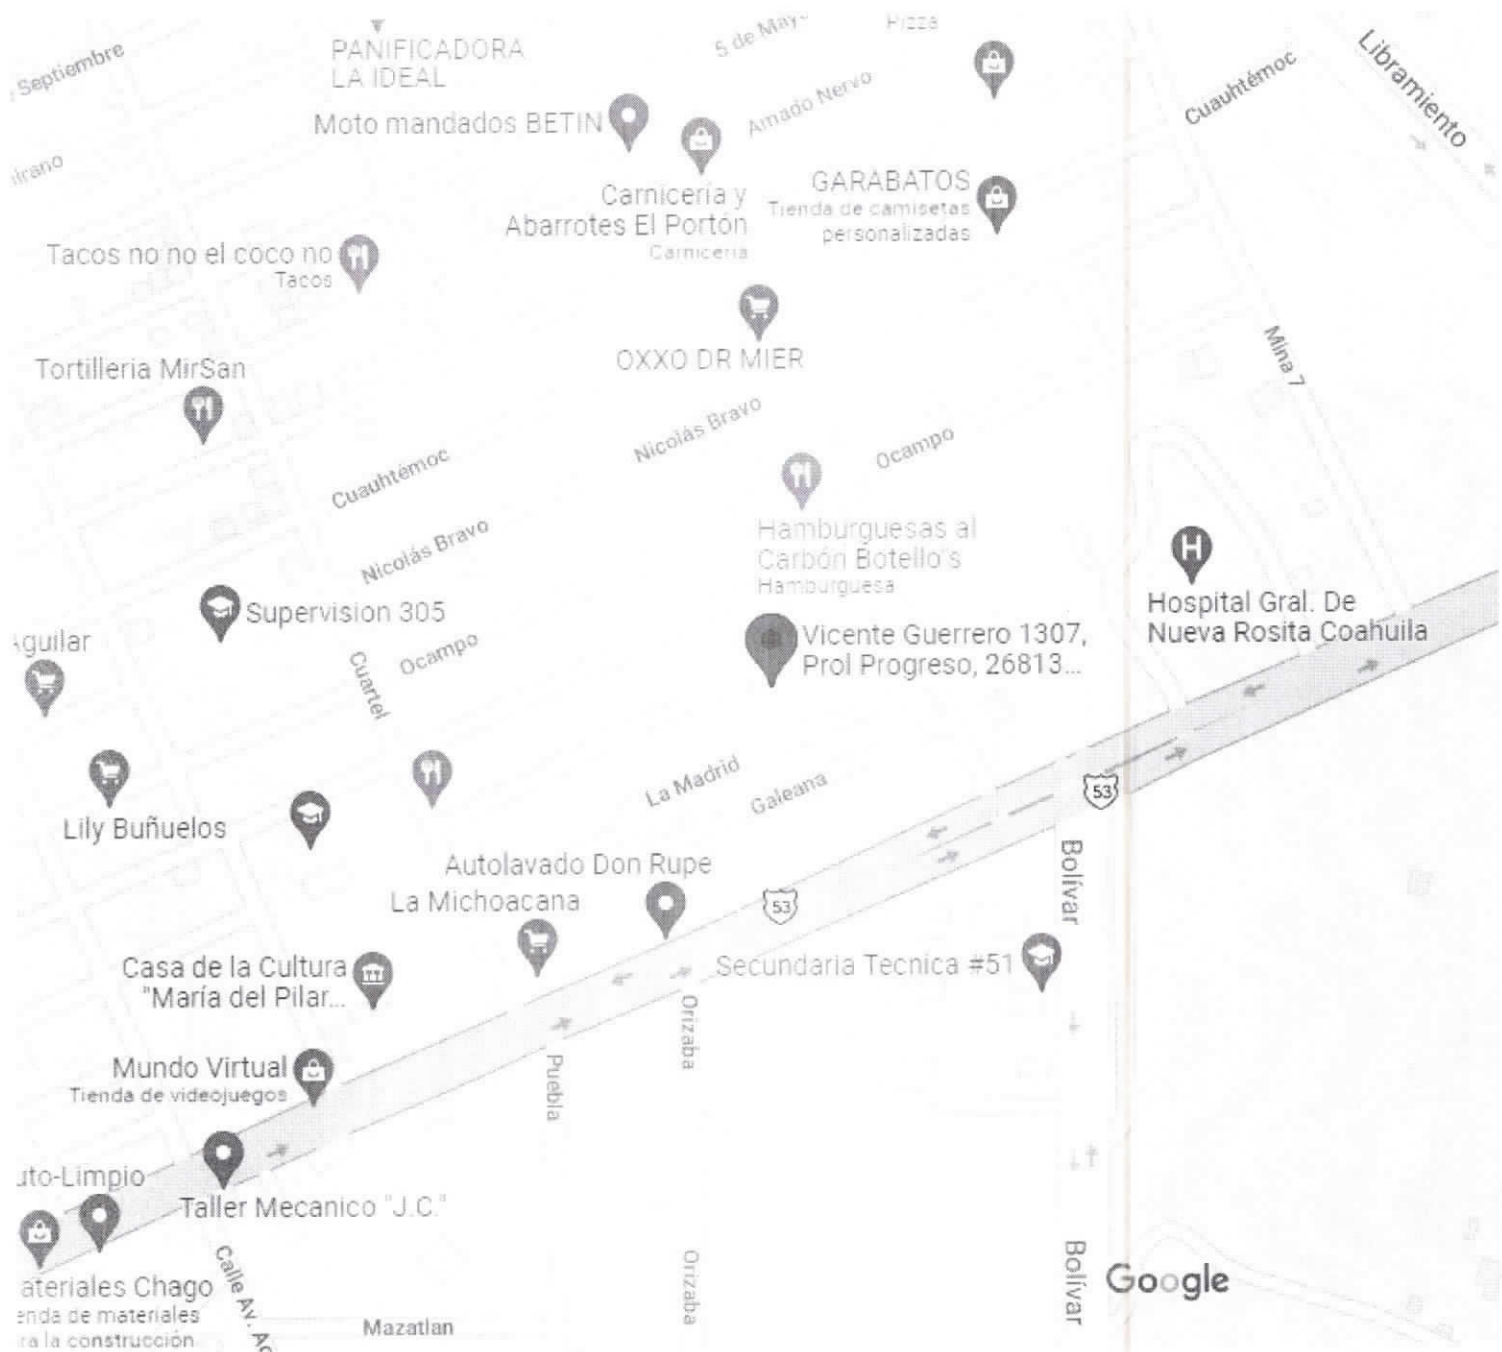 PANIFICADORA
LA IDEAL
5 de Mayo
Pizza
Septiembre
Cuauhtémoc
Libramiento
Moto mandados BETIN
Amado Nervo
Carnicería y
Abarrotes El Portón
Carnicería
GARABATOS
Tienda de camisetas
personalizadas
Tacos no no el coco no
Tacos
OXXO DR MIER
Tortilleria MirSan
Mina 7
Nicolás Bravo
Ocampo
Cuauhtémoc
Nicolás Bravo
Hamburguesas al
Carbón Botello's
Hamburguesa
H
Hospital Gral. De
Nueva Rosita Coahuila
Supervision 305
Aguilar
Ocampo
Cuartel
Vicente Guerrero 1307,
Prol Progreso, 26813...
Lily Buñuelos
La Madrid
Galeana
53
Autolavado Don Rupe
La Michoacana
53
Bolívar
Casa de la Cultura
"María del Pilar...
Secundaria Tecnica #51
Orizaba
Puebla
Mundo Virtual
Tienda de videojuegos
uto-Limpio
Taller Mecanico "J.C."
ateriales Chago
enda de materiales
ra la construcción
Calle Av.
Mazatlan
Orizaba
Bolívar
Google